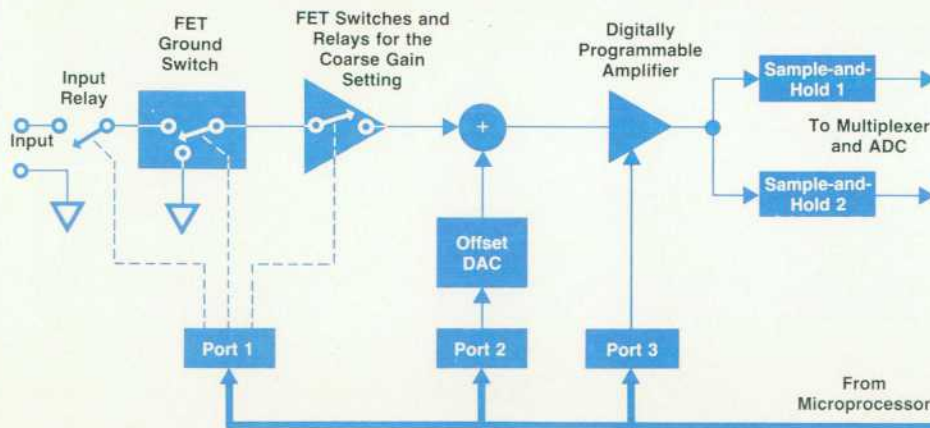 FET
Ground
Switch
FET Switches and
Relays for the
Coarse Gain
Setting
Digitally
Programmable
Amplifier
Input
Relay
Input
Sample-and-
Hold 1
To Multiplexer
and ADC
Sample-and-
Hold 2
+
Offset
DAC
Port 1
Port 2
Port 3
From
Microprocessor